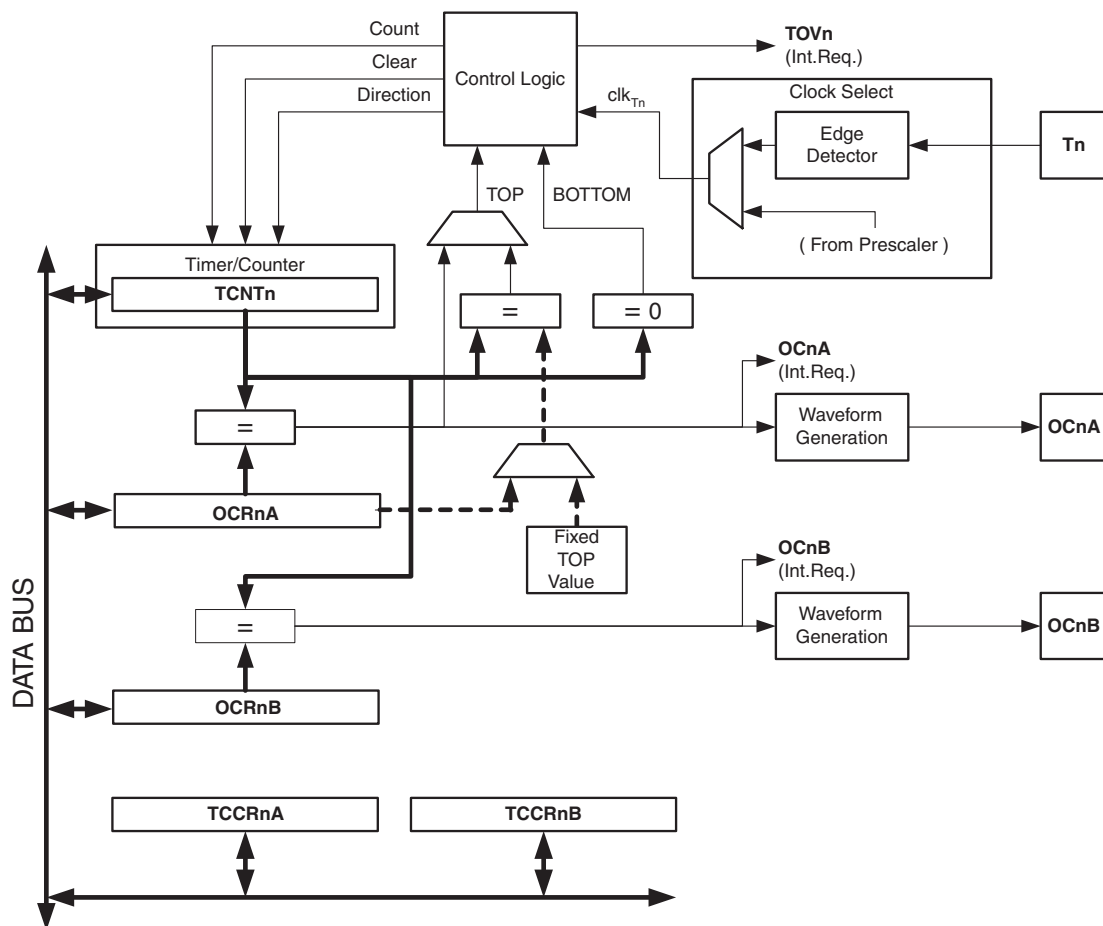 Count
TOVn
(Int.Req.)
Clear
Control Logic
Direction
clkTn
Clock Select
Edge
Detector
Tn
TOP
BOTTOM
( From Prescaler )
Timer/Counter
TCNTn
=
= 0
OCnA
(Int.Req.)
=
Waveform
Generation
OCnA
OCRnA
Fixed
TOP
Value
OCnB
(Int.Req.)
=
Waveform
Generation
OCnB
DATA BUS
OCRnB
TCCRnA
TCCRnB